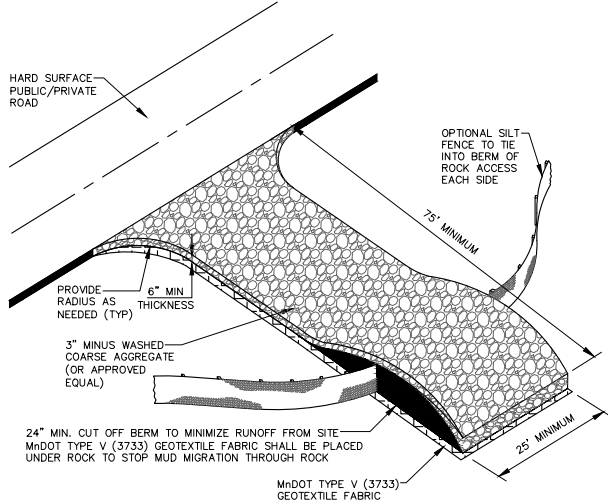 HARD SURFACE
PUBLIC/PRIVATE
ROAD
OPTIONAL SILT
FENCE TO TIE
INTO BERM OF
ROCK ACCESS
EACH SIDE
75' MINIMUM
PROVIDE
RADIUS AS
NEEDED (TYP)
6" MIN
THICKNESS
3" MINUS WASHED
COARSE AGGREGATE
(OR APPROVED
EQUAL)
24" MIN. CUT OFF BERM TO MINIMIZE RUNOFF FROM SITE
MnDOT TYPE V (3733) GEOTEXTILE FABRIC SHALL BE PLACED
UNDER ROCK TO STOP MUD MIGRATION THROUGH ROCK
25' MINIMUM
MnDOT TYPE V (3733)
GEOTEXTILE FABRIC